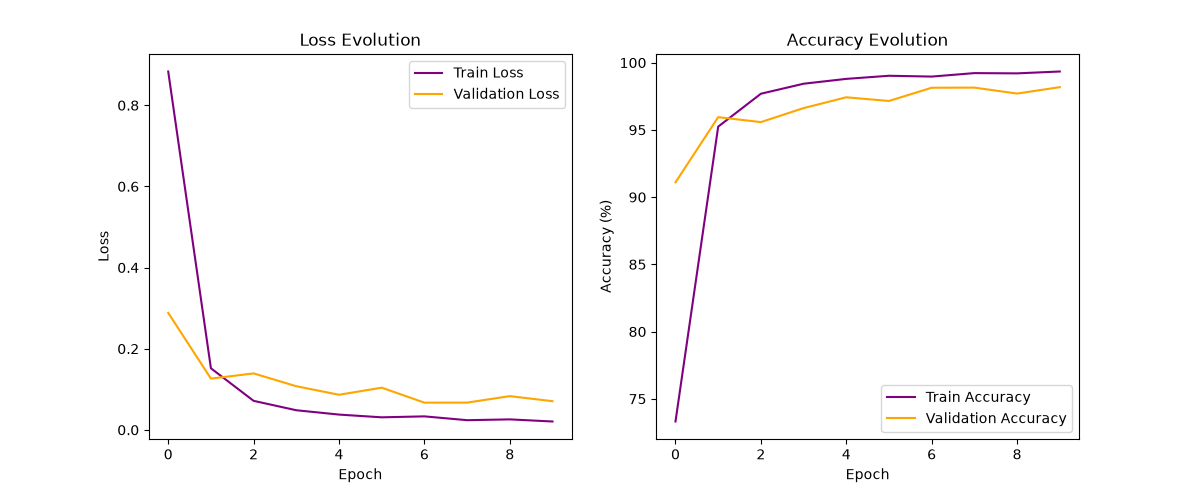 Loss Evolution
Train Loss
Validation Loss
0.8
0.6
0.4
0.2
0.0
Loss
0 2 4 6 8
Epoch
Accuracy Evolution
100
95
90
85
80
75
Accuracy (%)
Train Accuracy
Validation Accuracy
0 2 4 6 8
Epoch